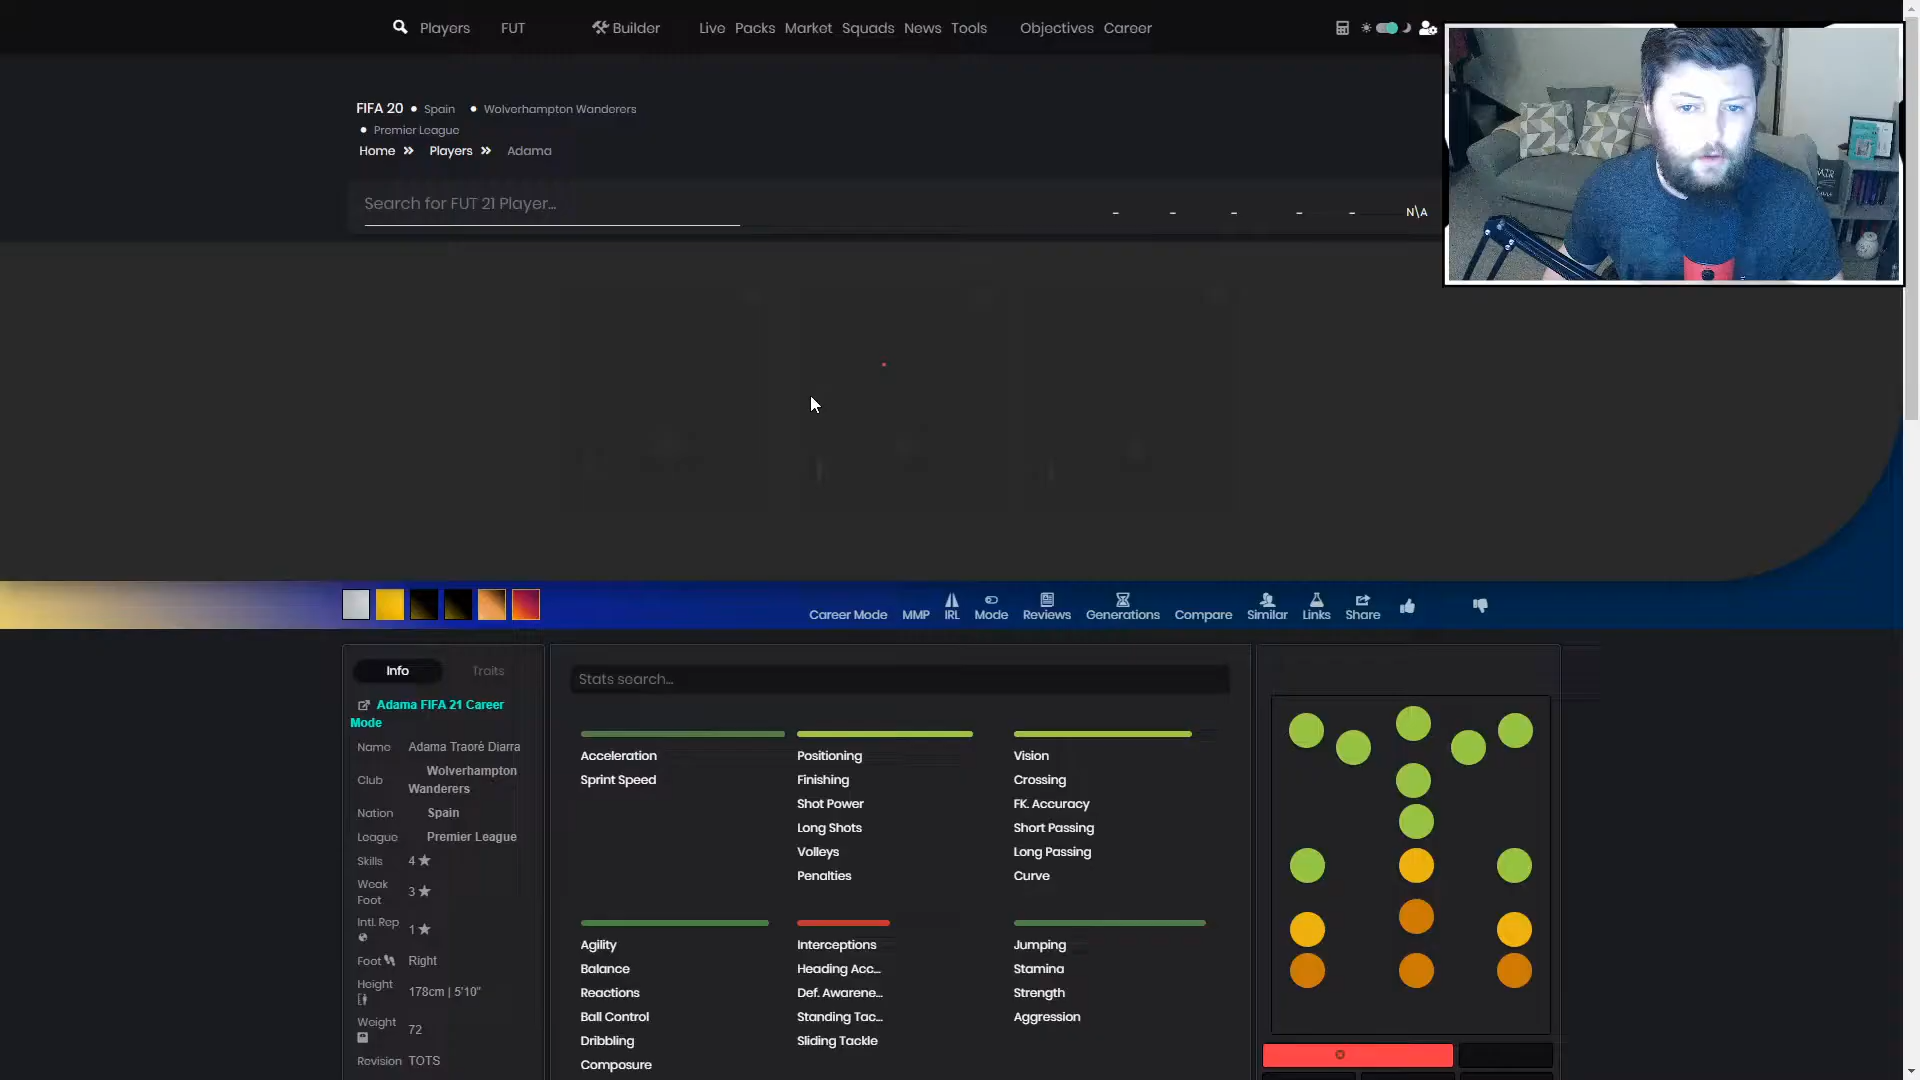 Players FUT Builder Live Packs Market Squads News Tools Objectives Career
FIFA 20 • Spain • Wolverhampton Wanderers
• Premier League
Home » Players » Adama
Search for FUT 21 Player...
- - - - - N\A
Career Mode MMP IRL Mode Reviews Generations Compare Similar Links Share
Info Traits
Adama FIFA 21 Career
Mode
Name Adama Traoré Diarra
Club Wolverhampton
Wanderers
Nation Spain
League Premier League
Skills 4★
Weak
Foot 3★
Intl. Rep 1★
Foot Right
Height 178cm | 5'10"
Weight 72
Revision TOTS
Stats search...
Acceleration
Sprint Speed
Positioning
Finishing
Shot Power
Long Shots
Volleys
Penalties
Vision
Crossing
FK. Accuracy
Short Passing
Long Passing
Curve
Agility
Balance
Reactions
Ball Control
Dribbling
Composure
Interceptions
Heading Acc...
Def. Awarene...
Standing Tac...
Sliding Tackle
Jumping
Stamina
Strength
Aggression